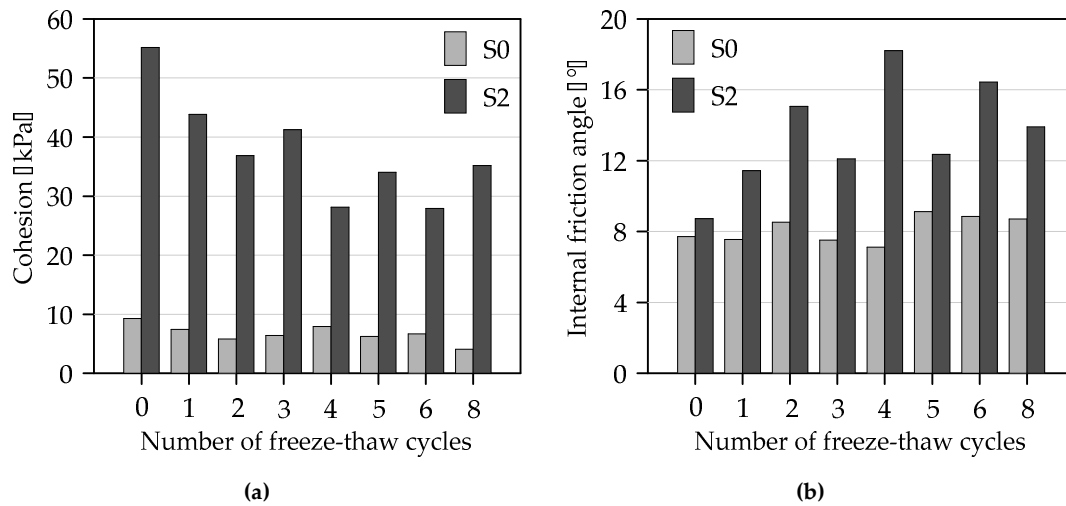 60
50
40
30
20
10
0
Cohesion ▯kPa▯
S0
S2
0 1 2 3 4 5 6 8
Number of freeze-thaw cycles
(a)
20
16
12
8
4
0
Internal friction angle▯°▯
S0
S2
0 1 2 3 4 5 6 8
Number of freeze-thaw cycles
(b)